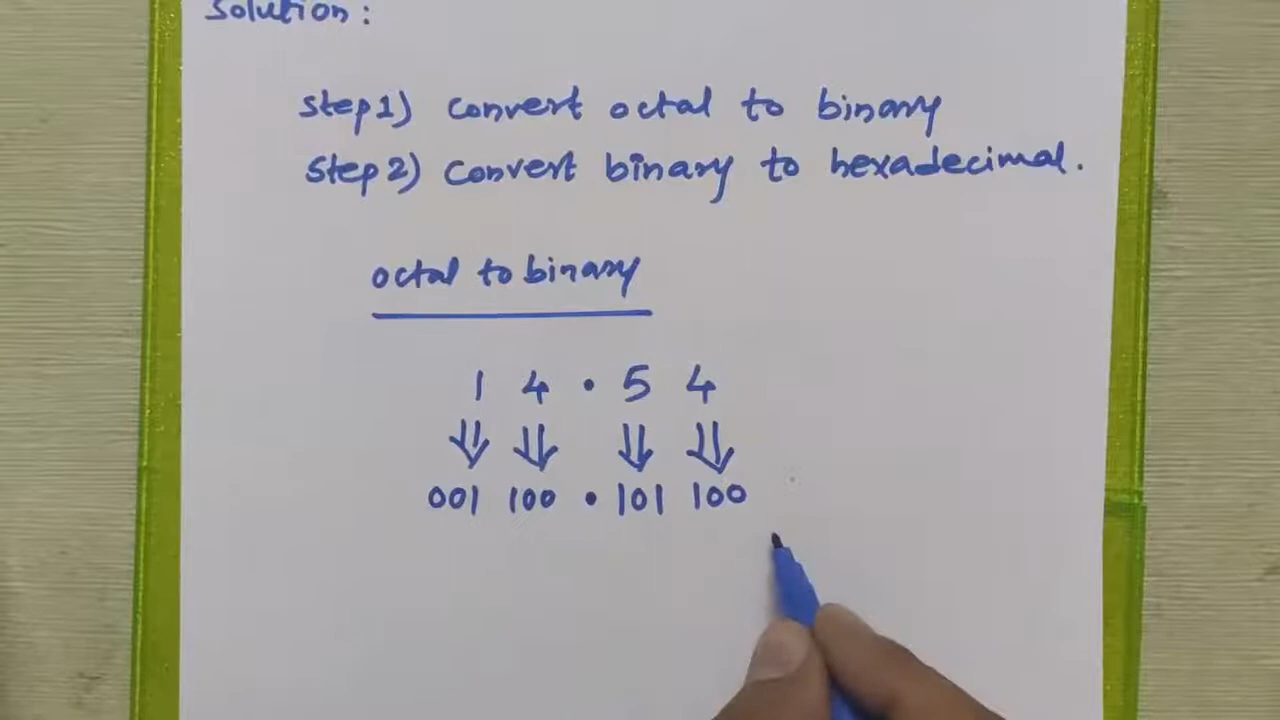 Solution :
Step 1) convert octal to binary
Step 2) convert binary to hexadecimal.
octal to binary
1 4 . 5 4
⇓ ⇓ ⇓ ⇓
001 100 . 101 100